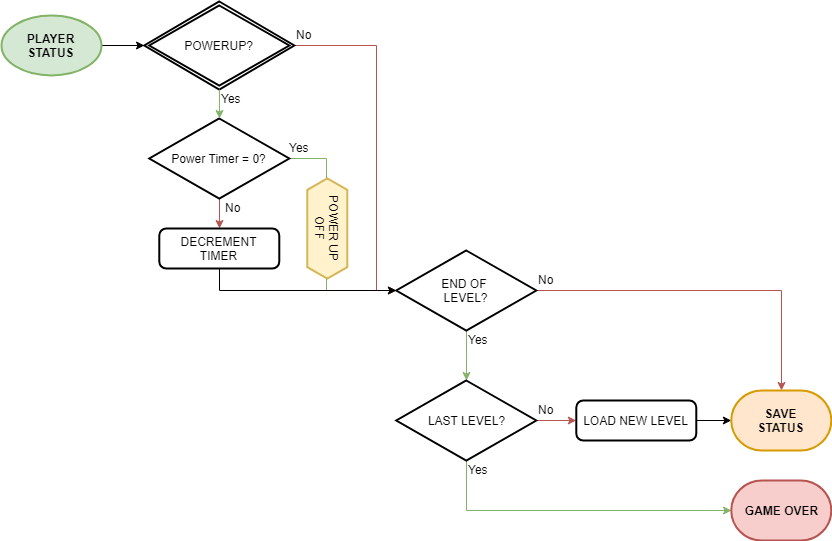 PLAYER
STATUS
POWERUP?
No
Yes
Power Timer = 0?
Yes
No
POWER UP
OFF
DECREMENT
TIMER
END OF
LEVEL?
No
Yes
LAST LEVEL?
No
LOAD NEW LEVEL
SAVE
STATUS
Yes
GAME OVER